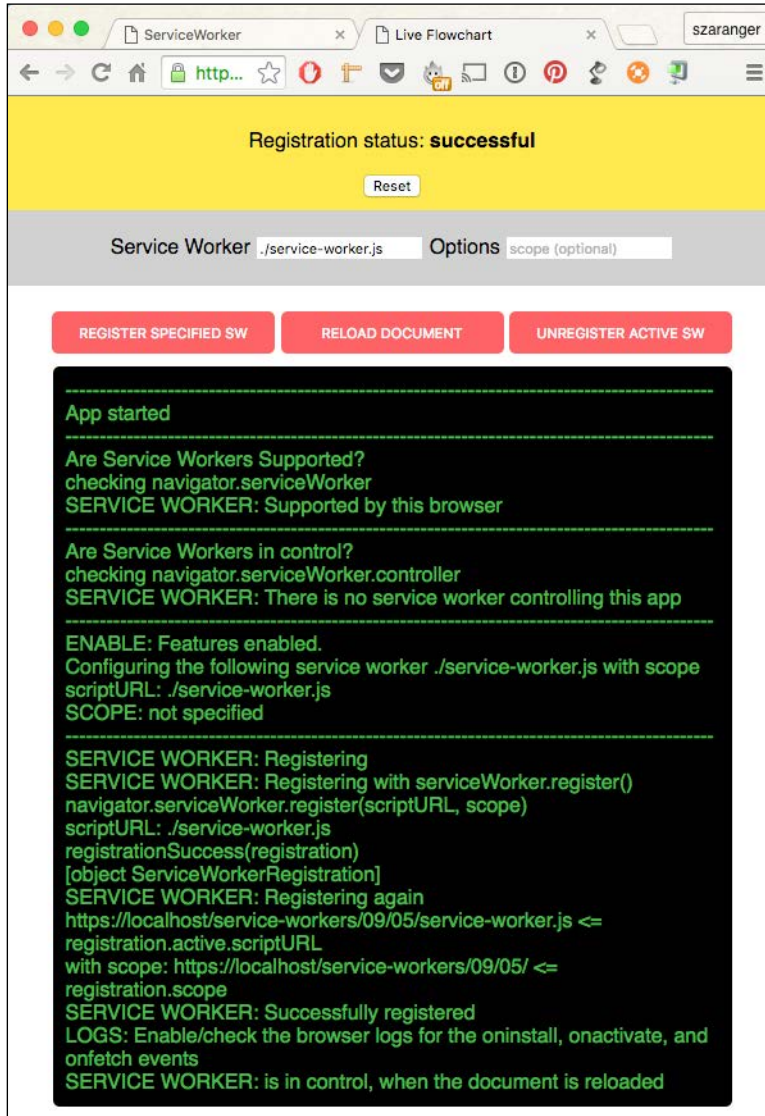 ServiceWorker
Live Flowchart
szaranger
http...
Off
Registration status: successful
Reset
Service Worker ./service-worker.js Options scope (optional)
REGISTER SPECIFIED SW RELOAD DOCUMENT UNREGISTER ACTIVE SW
--------------------------------------------------------------------------------------------
App started
--------------------------------------------------------------------------------------------
Are Service Workers Supported?
checking navigator.serviceWorker
SERVICE WORKER: Supported by this browser
--------------------------------------------------------------------------------------------
Are Service Workers in control?
checking navigator.serviceWorker.controller
SERVICE WORKER: There is no service worker controlling this app
--------------------------------------------------------------------------------------------
ENABLE: Features enabled.
Configuring the following service worker ./service-worker.js with scope
scriptURL: ./service-worker.js
SCOPE: not specified
--------------------------------------------------------------------------------------------
SERVICE WORKER: Registering
SERVICE WORKER: Registering with serviceWorker.register()
navigator.serviceWorker.register(scriptURL, scope)
scriptURL: ./service-worker.js
registrationSuccess(registration)
[object ServiceWorkerRegistration]
SERVICE WORKER: Registering again
https://localhost/service-workers/09/05/service-worker.js <=
registration.active.scriptURL
with scope: https://localhost/service-workers/09/05/ <=
registration.scope
SERVICE WORKER: Successfully registered
LOGS: Enable/check the browser logs for the oninstall, onactivate, and
onfetch events
SERVICE WORKER: is in control, when the document is reloaded